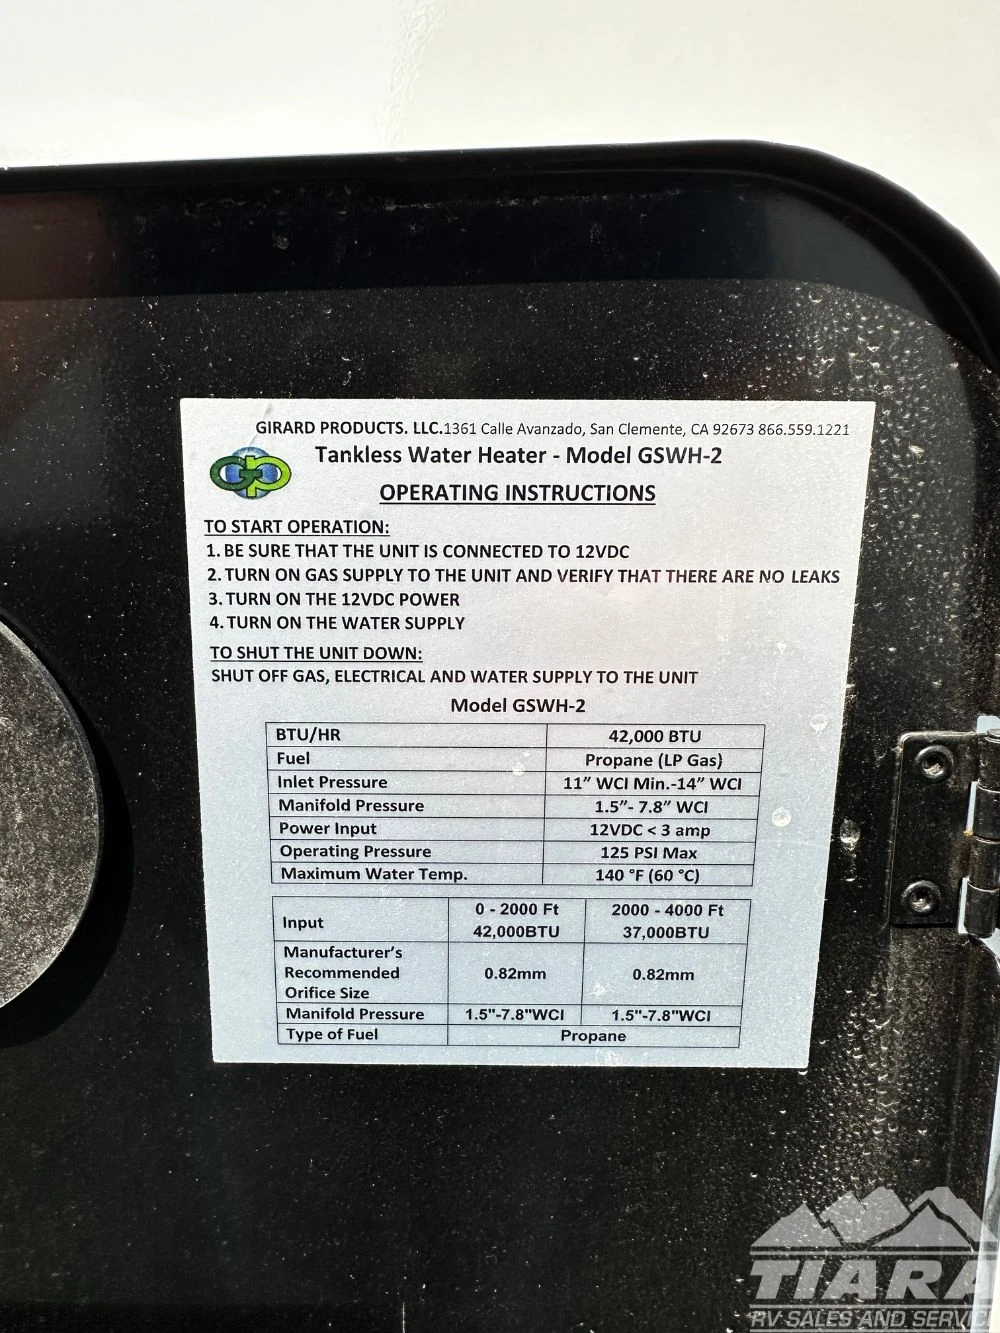 GIRARD PRODUCTS. LLC.1361 Calle Avanzado, San Clemente, CA 92673 866.559.1221
GP
Tankless Water Heater - Model GSWH-2
OPERATING INSTRUCTIONS
TO START OPERATION:
1. BE SURE THAT THE UNIT IS CONNECTED TO 12VDC
2. TURN ON GAS SUPPLY TO THE UNIT AND VERIFY THAT THERE ARE NO LEAKS
3. TURN ON THE 12VDC POWER
4. TURN ON THE WATER SUPPLY
TO SHUT THE UNIT DOWN:
SHUT OFF GAS, ELECTRICAL AND WATER SUPPLY TO THE UNIT
Model GSWH-2
BTU/HR 42,000 BTU
Fuel Propane (LP Gas)
Inlet Pressure 11” WCI Min.-14” WCI
Manifold Pressure 1.5”- 7.8” WCI
Power Input 12VDC < 3 amp
Operating Pressure 125 PSI Max
Maximum Water Temp. 140 °F (60 °C)
Input 0 - 2000 Ft 42,000BTU 2000 - 4000 Ft 37,000BTU
Manufacturer’s
Recommended
Orifice Size 0.82mm 0.82mm
Manifold Pressure 1.5"-7.8"WCI 1.5"-7.8"WCI
Type of Fuel Propane
TIARA
RV SALES AND SERVIC